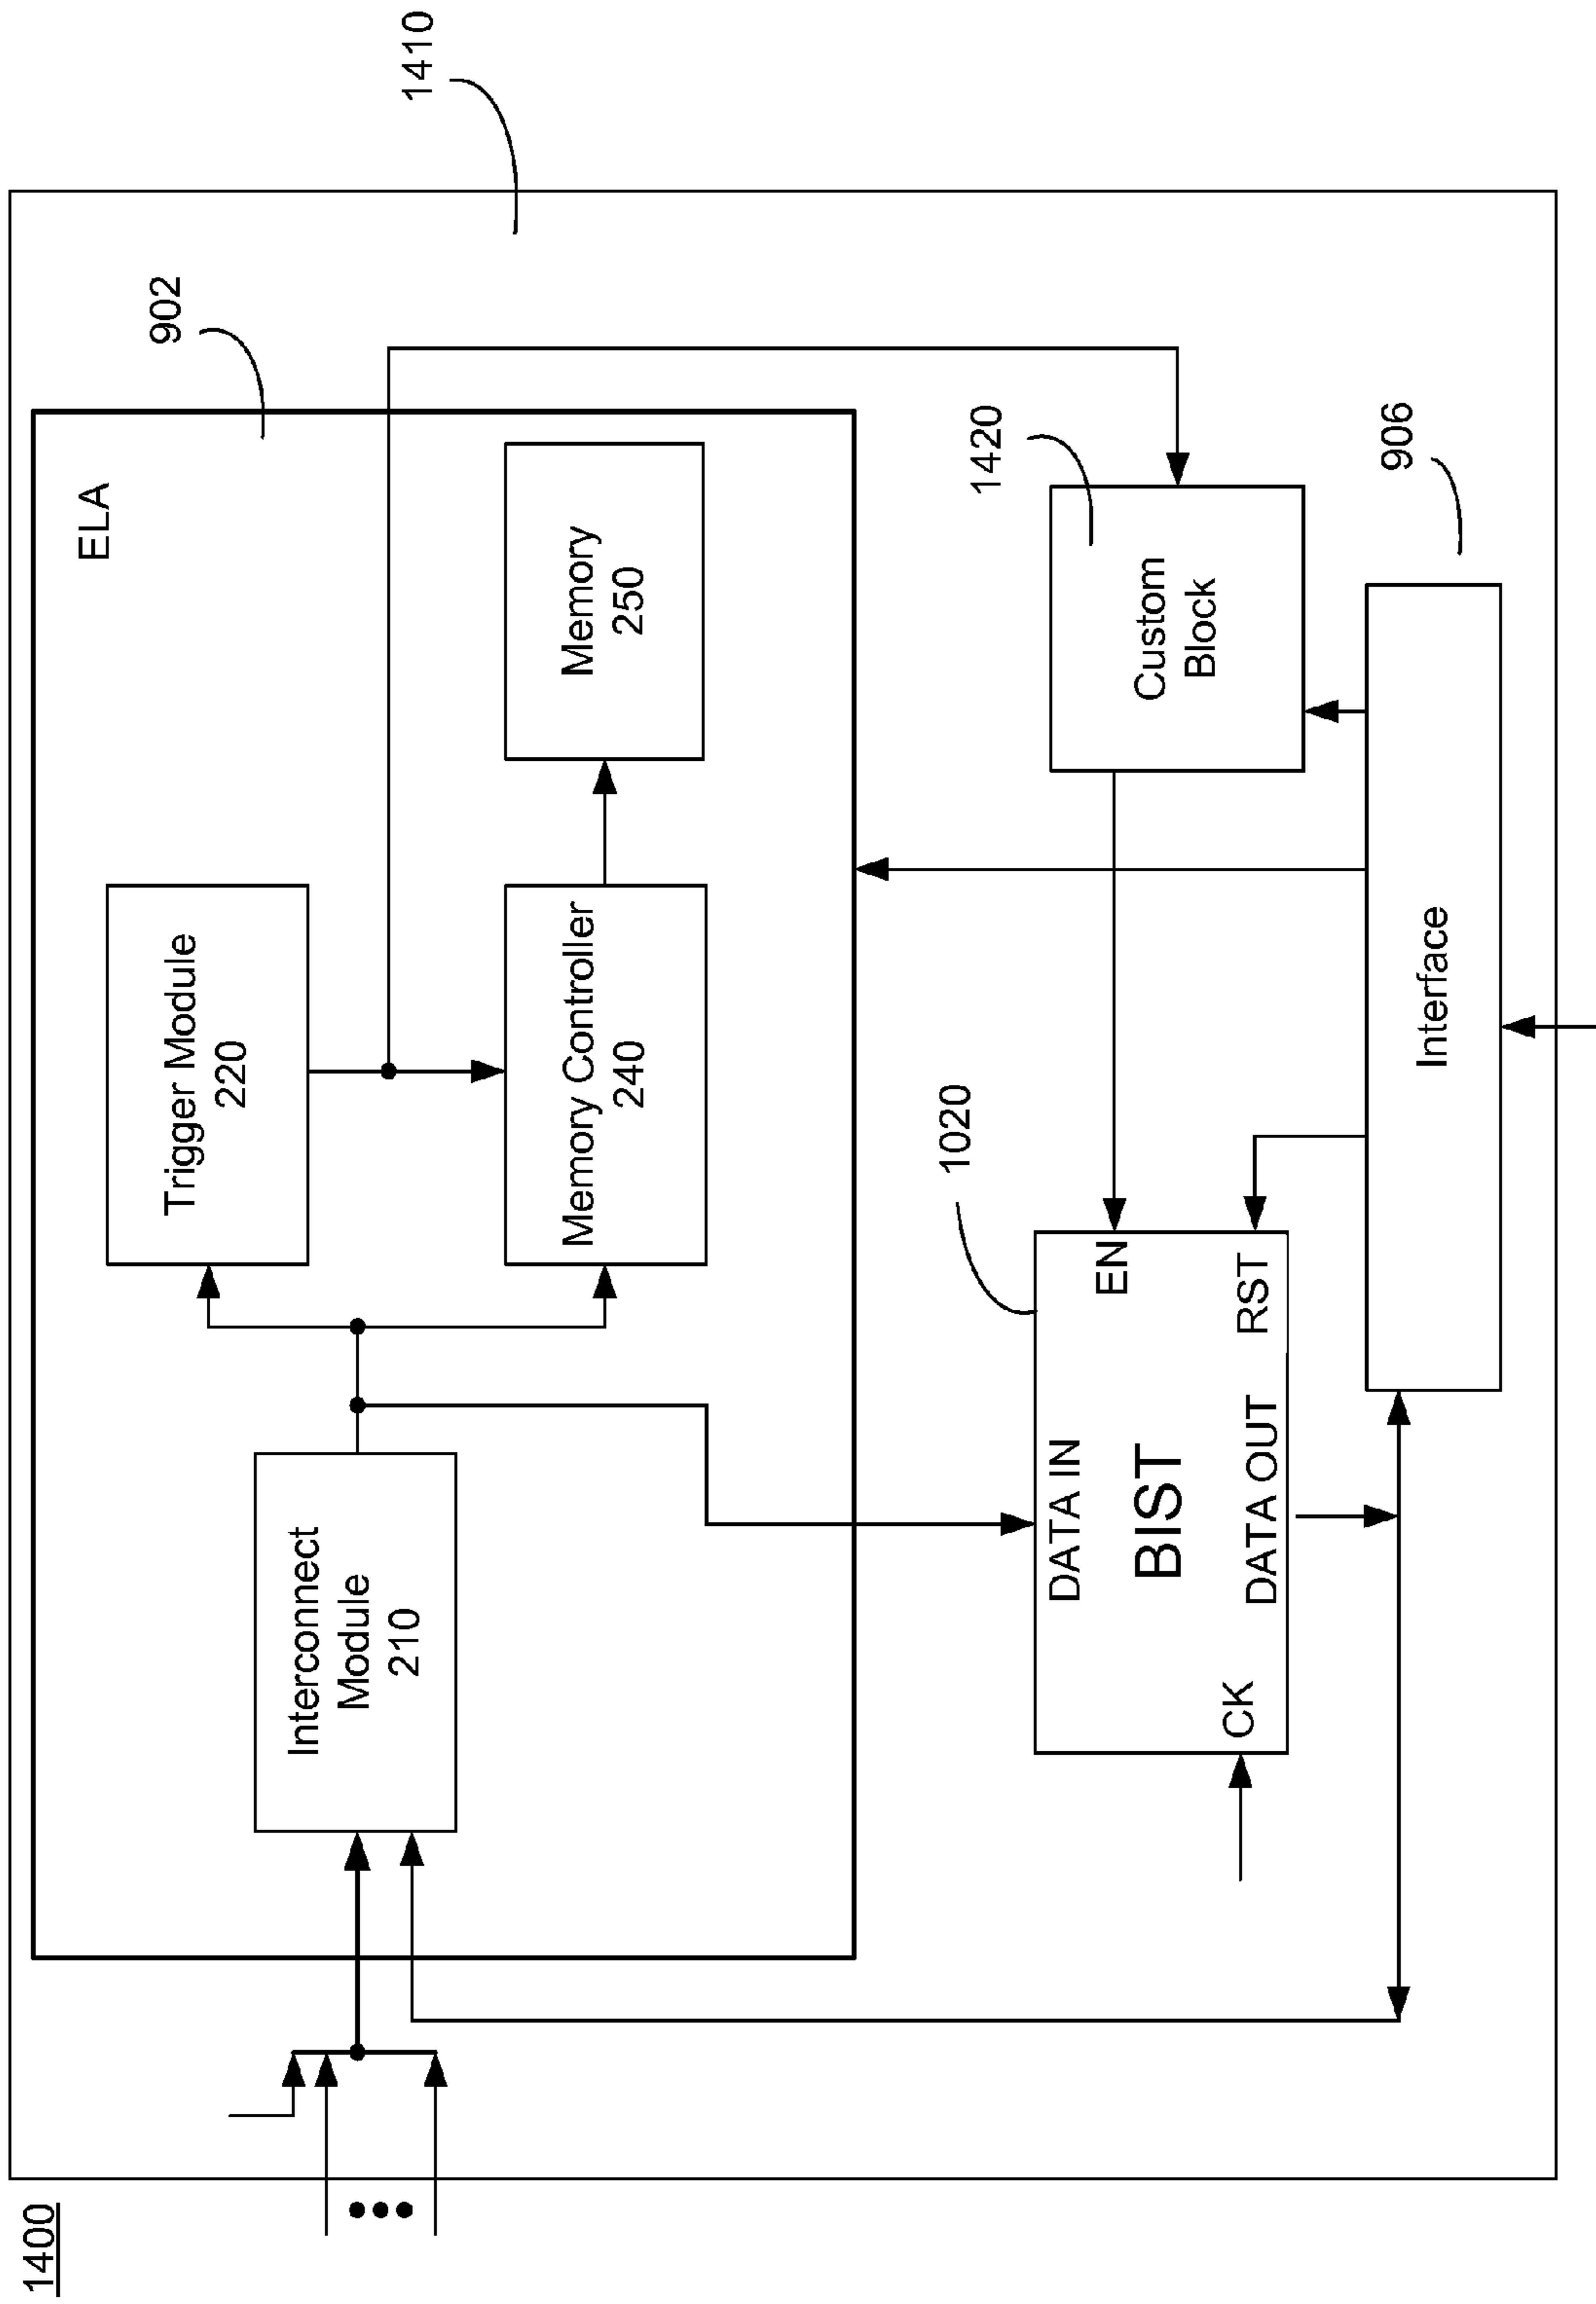 1400
1410
902
ELA
Trigger Module
220
Interconnect
Module
210
Memory Controller
240
Memory
250
1020
1420
DATA IN
EN
BIST
CK
DATA OUT
RST
Custom
Block
906
Interface